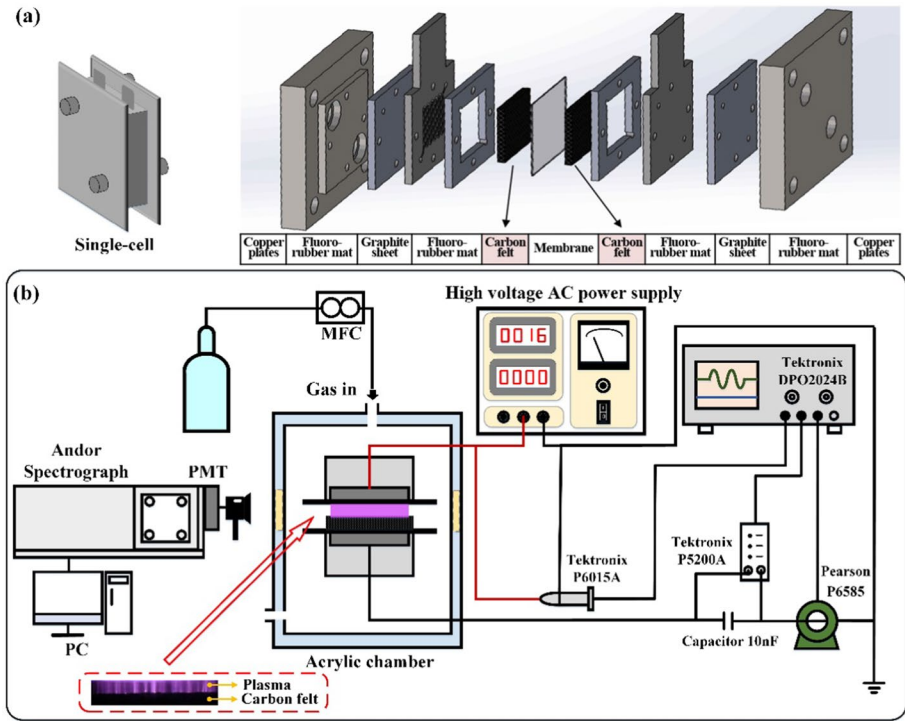 (a)
Single-cell
Copper
plates
Fluoro-
rubber mat
Graphite
sheet
Fluoro-
rubber mat
Carbon
felt
Membrane
Carbon
felt
Fluoro-
rubber mat
Graphite
sheet
Fluoro-
rubber mat
Copper
plates
(b)
MFC
Gas in
High voltage AC power supply
0016
0000
Tektronix
DPO2024B
Andor
Spectrograph
PMT
Tektronix
P6015A
Tektronix
P5200A
Pearson
P6585
Capacitor 10nF
PC
Acrylic chamber
Plasma
Carbon felt